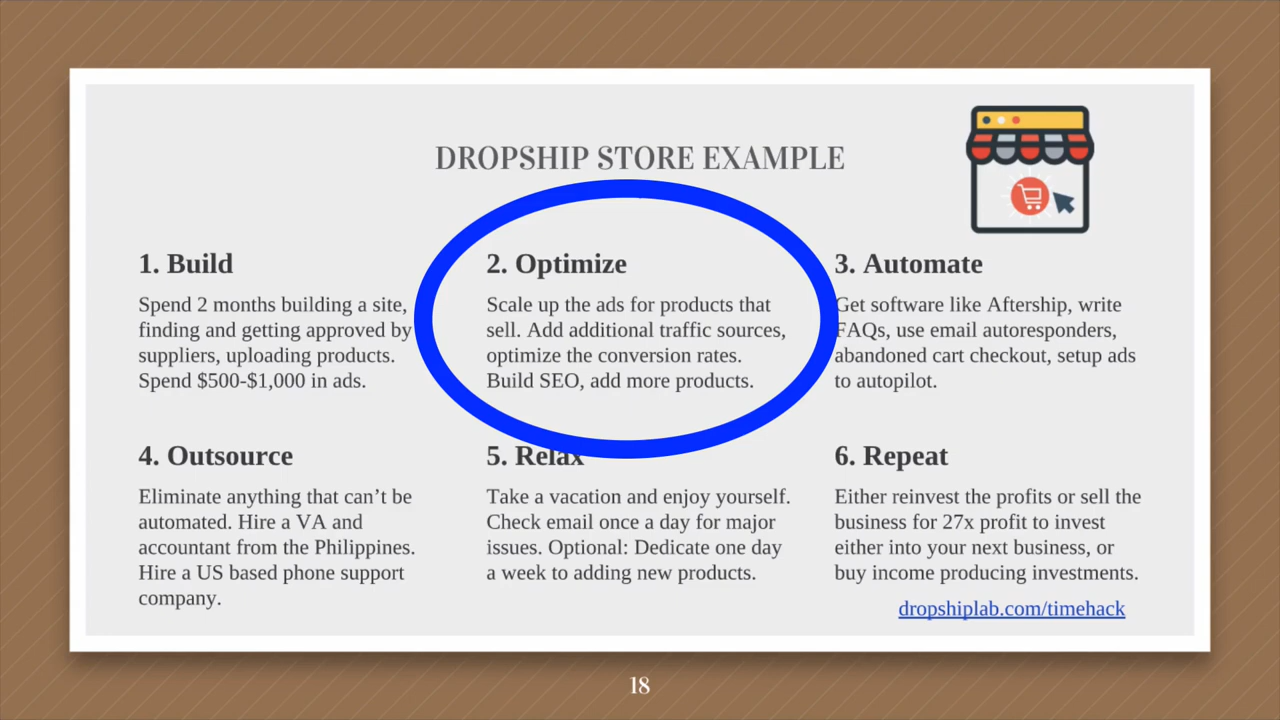 DROPSHIP STORE EXAMPLE
1. Build
Spend 2 months building a site,
finding and getting approved by
suppliers, uploading products.
Spend $500-$1,000 in ads.
2. Optimize
Scale up the ads for products that
sell. Add additional traffic sources,
optimize the conversion rates.
Build SEO, add more products.
3. Automate
Get software like Aftership, write
FAQs, use email autoresponders,
abandoned cart checkout, setup ads
to autopilot.
4. Outsource
Eliminate anything that can’t be
automated. Hire a VA and
accountant from the Philippines.
Hire a US based phone support
company.
5. Relax
Take a vacation and enjoy yourself.
Check email once a day for major
issues. Optional: Dedicate one day
a week to adding new products.
6. Repeat
Either reinvest the profits or sell the
business for 27x profit to invest
either into your next business, or
buy income producing investments.
dropshiplab.com/timehack
18